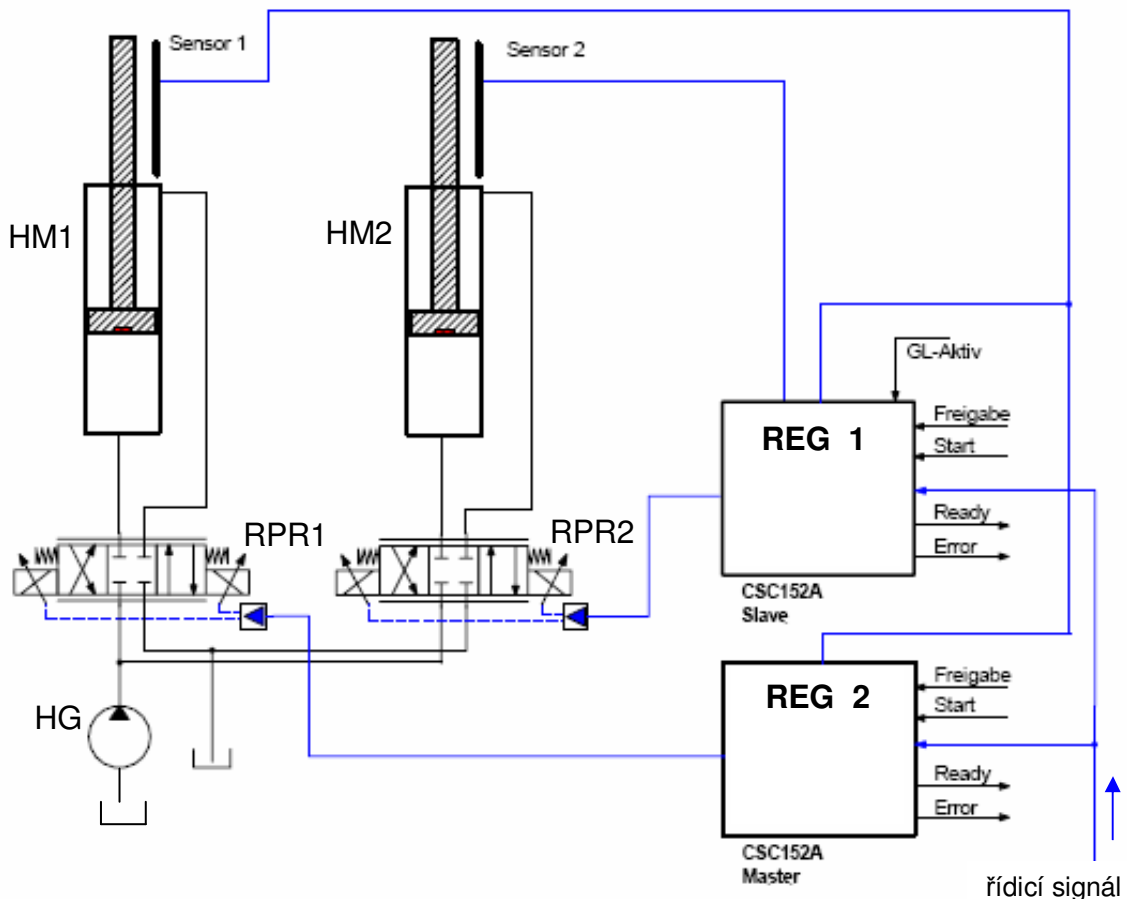 Sensor 1
Sensor 2
HM1
HM2
GL-Aktiv
REG 1
Freigabe
Start
Ready
Error
CSC152A
Slave
RPR1
RPR2
REG 2
Freigabe
Start
Ready
Error
CSC152A
Master
HG
řídicí signál